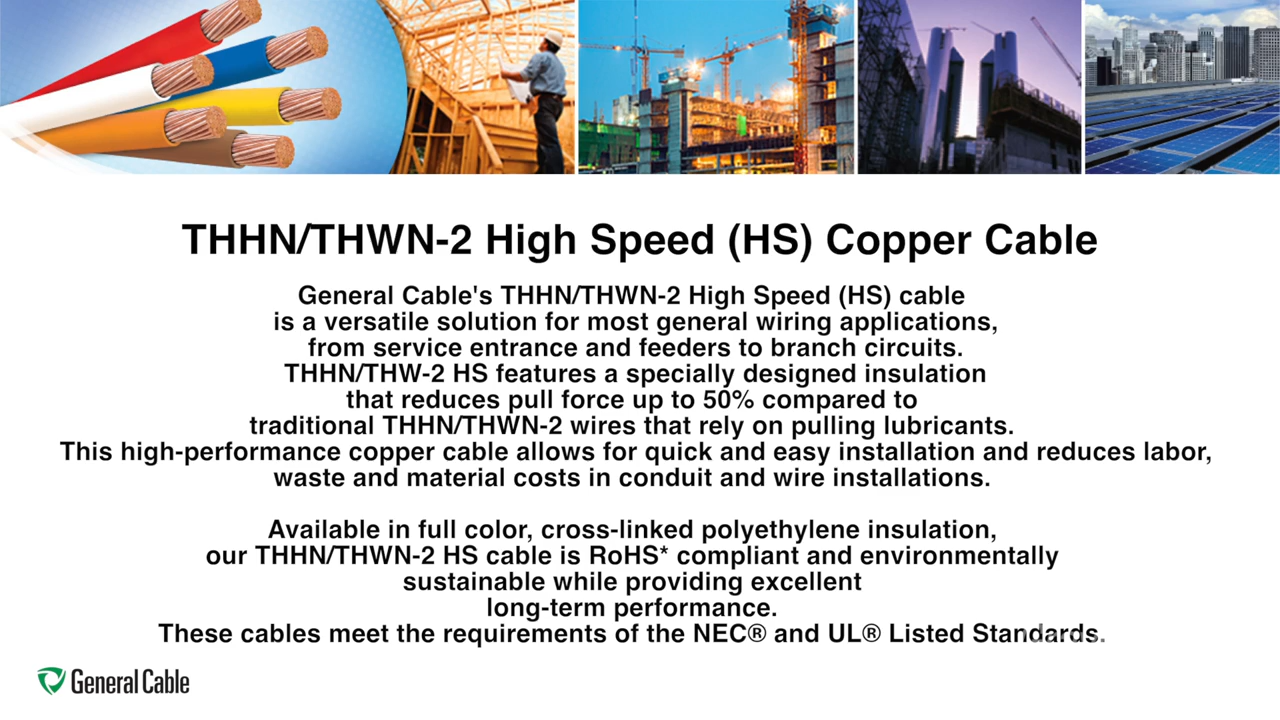 THHN/THWN-2 High Speed (HS) Copper Cable
General Cable's THHN/THWN-2 High Speed (HS) cable
is a versatile solution for most general wiring applications,
from service entrance and feeders to branch circuits.
THHN/THW-2 HS features a specially designed insulation
that reduces pull force up to 50% compared to
traditional THHN/THWN-2 wires that rely on pulling lubricants.
This high-performance copper cable allows for quick and easy installation and reduces labor,
waste and material costs in conduit and wire installations.
Available in full color, cross-linked polyethylene insulation,
our THHN/THWN-2 HS cable is RoHS* compliant and environmentally
sustainable while providing excellent
long-term performance.
These cables meet the requirements of the NEC® and UL® Listed Standards.
General Cable